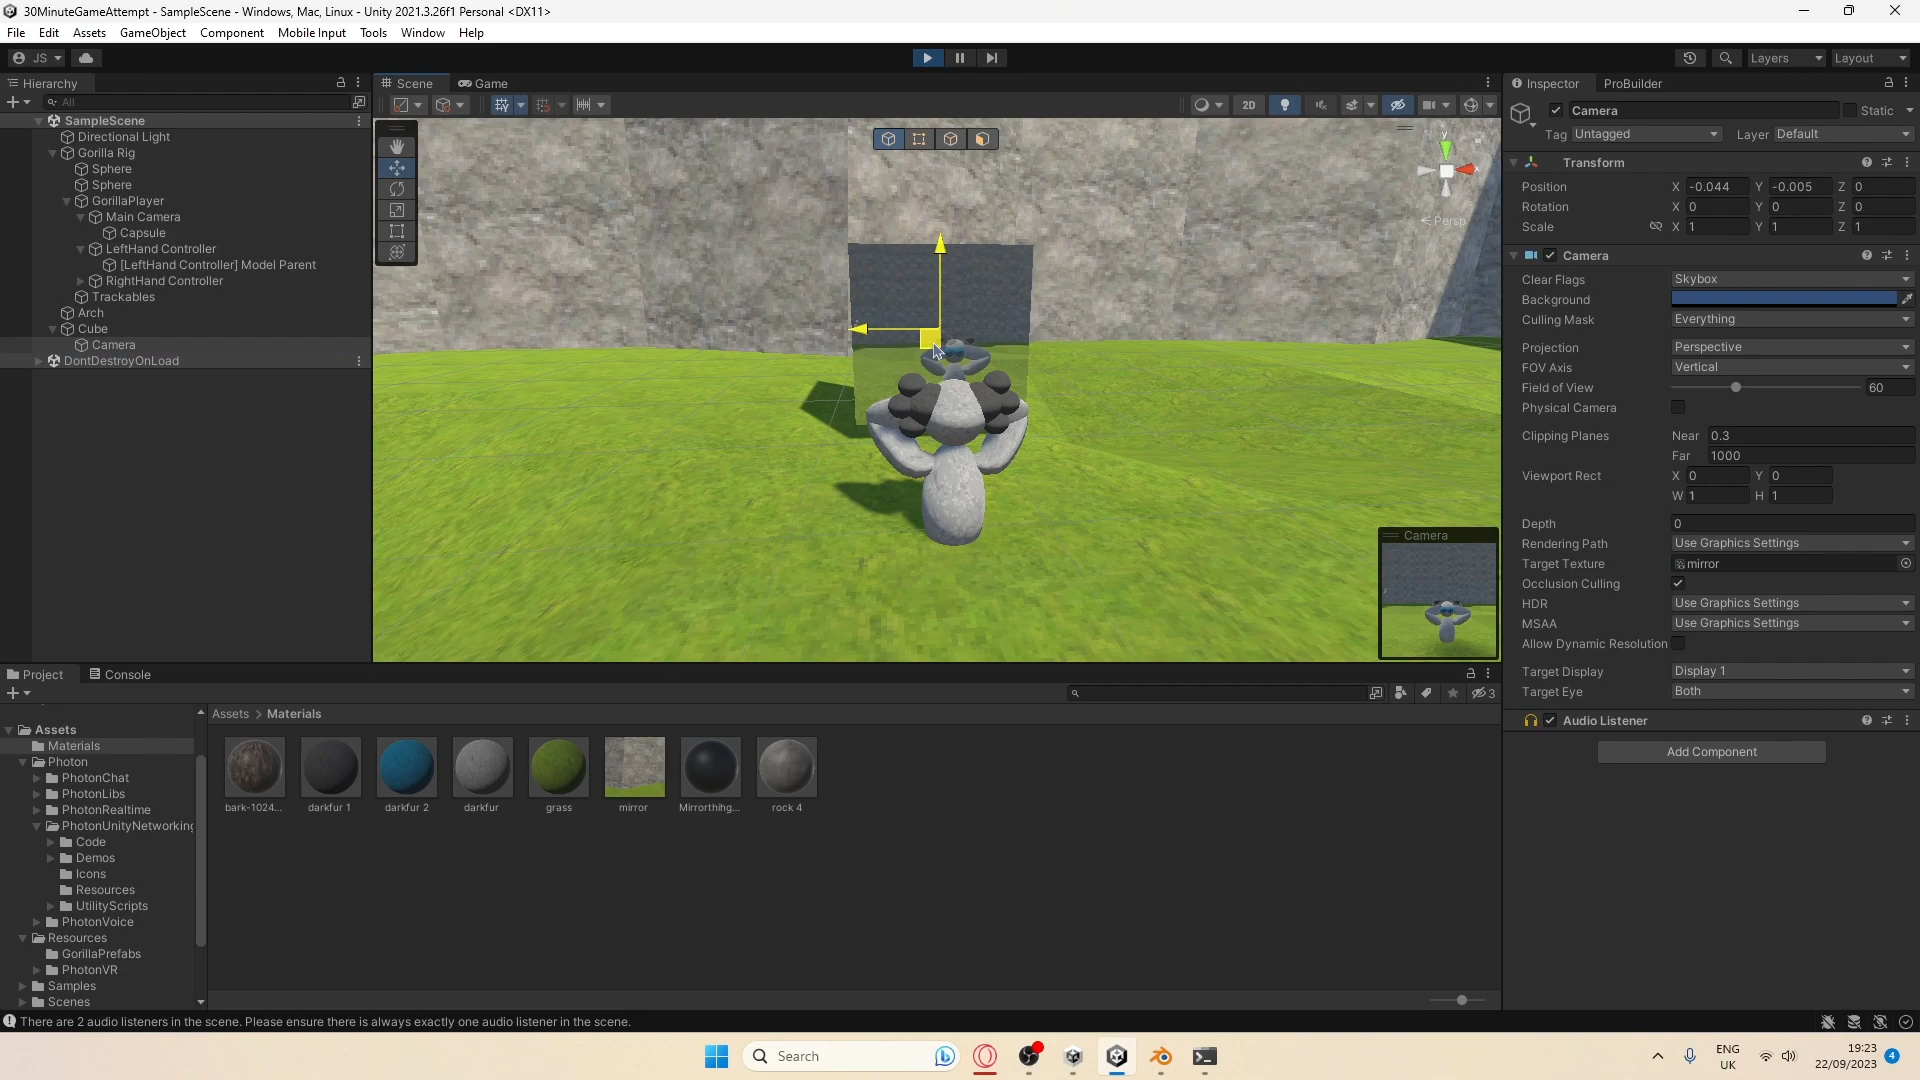 30MinuteGameAttempt - SampleScene - Windows, Mac, Linux - Unity 2021.3.26f1 Personal <DX11>
File Edit Assets GameObject Component Mobile Input Tools Window Help
JS
Layers Layout
Hierarchy
All
SampleScene
Directional Light
Gorilla Rig
Sphere
Sphere
GorillaPlayer
Main Camera
Capsule
LeftHand Controller
[LeftHand Controller] Model Parent
RightHand Controller
Trackables
Arch
Cube
Camera
DontDestroyOnLoad
Scene Game
2D
y
x
Persp
Camera
Inspector ProBuilder
Camera Static
Tag Untagged Layer Default
Transform
Position X -0.044 Y -0.005 Z 0
Rotation X 0 Y 0 Z 0
Scale X 1 Y 1 Z 1
Camera
Clear Flags Skybox
Background
Culling Mask Everything
Projection Perspective
FOV Axis Vertical
Field of View 60
Physical Camera
Clipping Planes Near 0.3
Far 1000
Viewport Rect X 0 Y 0
W 1 H 1
Depth 0
Rendering Path Use Graphics Settings
Target Texture mirror
Occlusion Culling
HDR Use Graphics Settings
MSAA Use Graphics Settings
Allow Dynamic Resolution
Target Display Display 1
Target Eye Both
Audio Listener
Add Component
Project Console
3
Assets
Materials
Photon
PhotonChat
PhotonLibs
PhotonRealtime
PhotonUnityNetworking
Code
Demos
Icons
Resources
UtilityScripts
PhotonVoice
Resources
GorillaPrefabs
PhotonVR
Samples
Scenes
Assets > Materials
bark-1024... darkfur 1 darkfur 2 darkfur grass mirror Mirrorthihg... rock 4
There are 2 audio listeners in the scene. Please ensure there is always exactly one audio listener in the scene.
Search
ENG
UK
19:23
22/09/2023
4